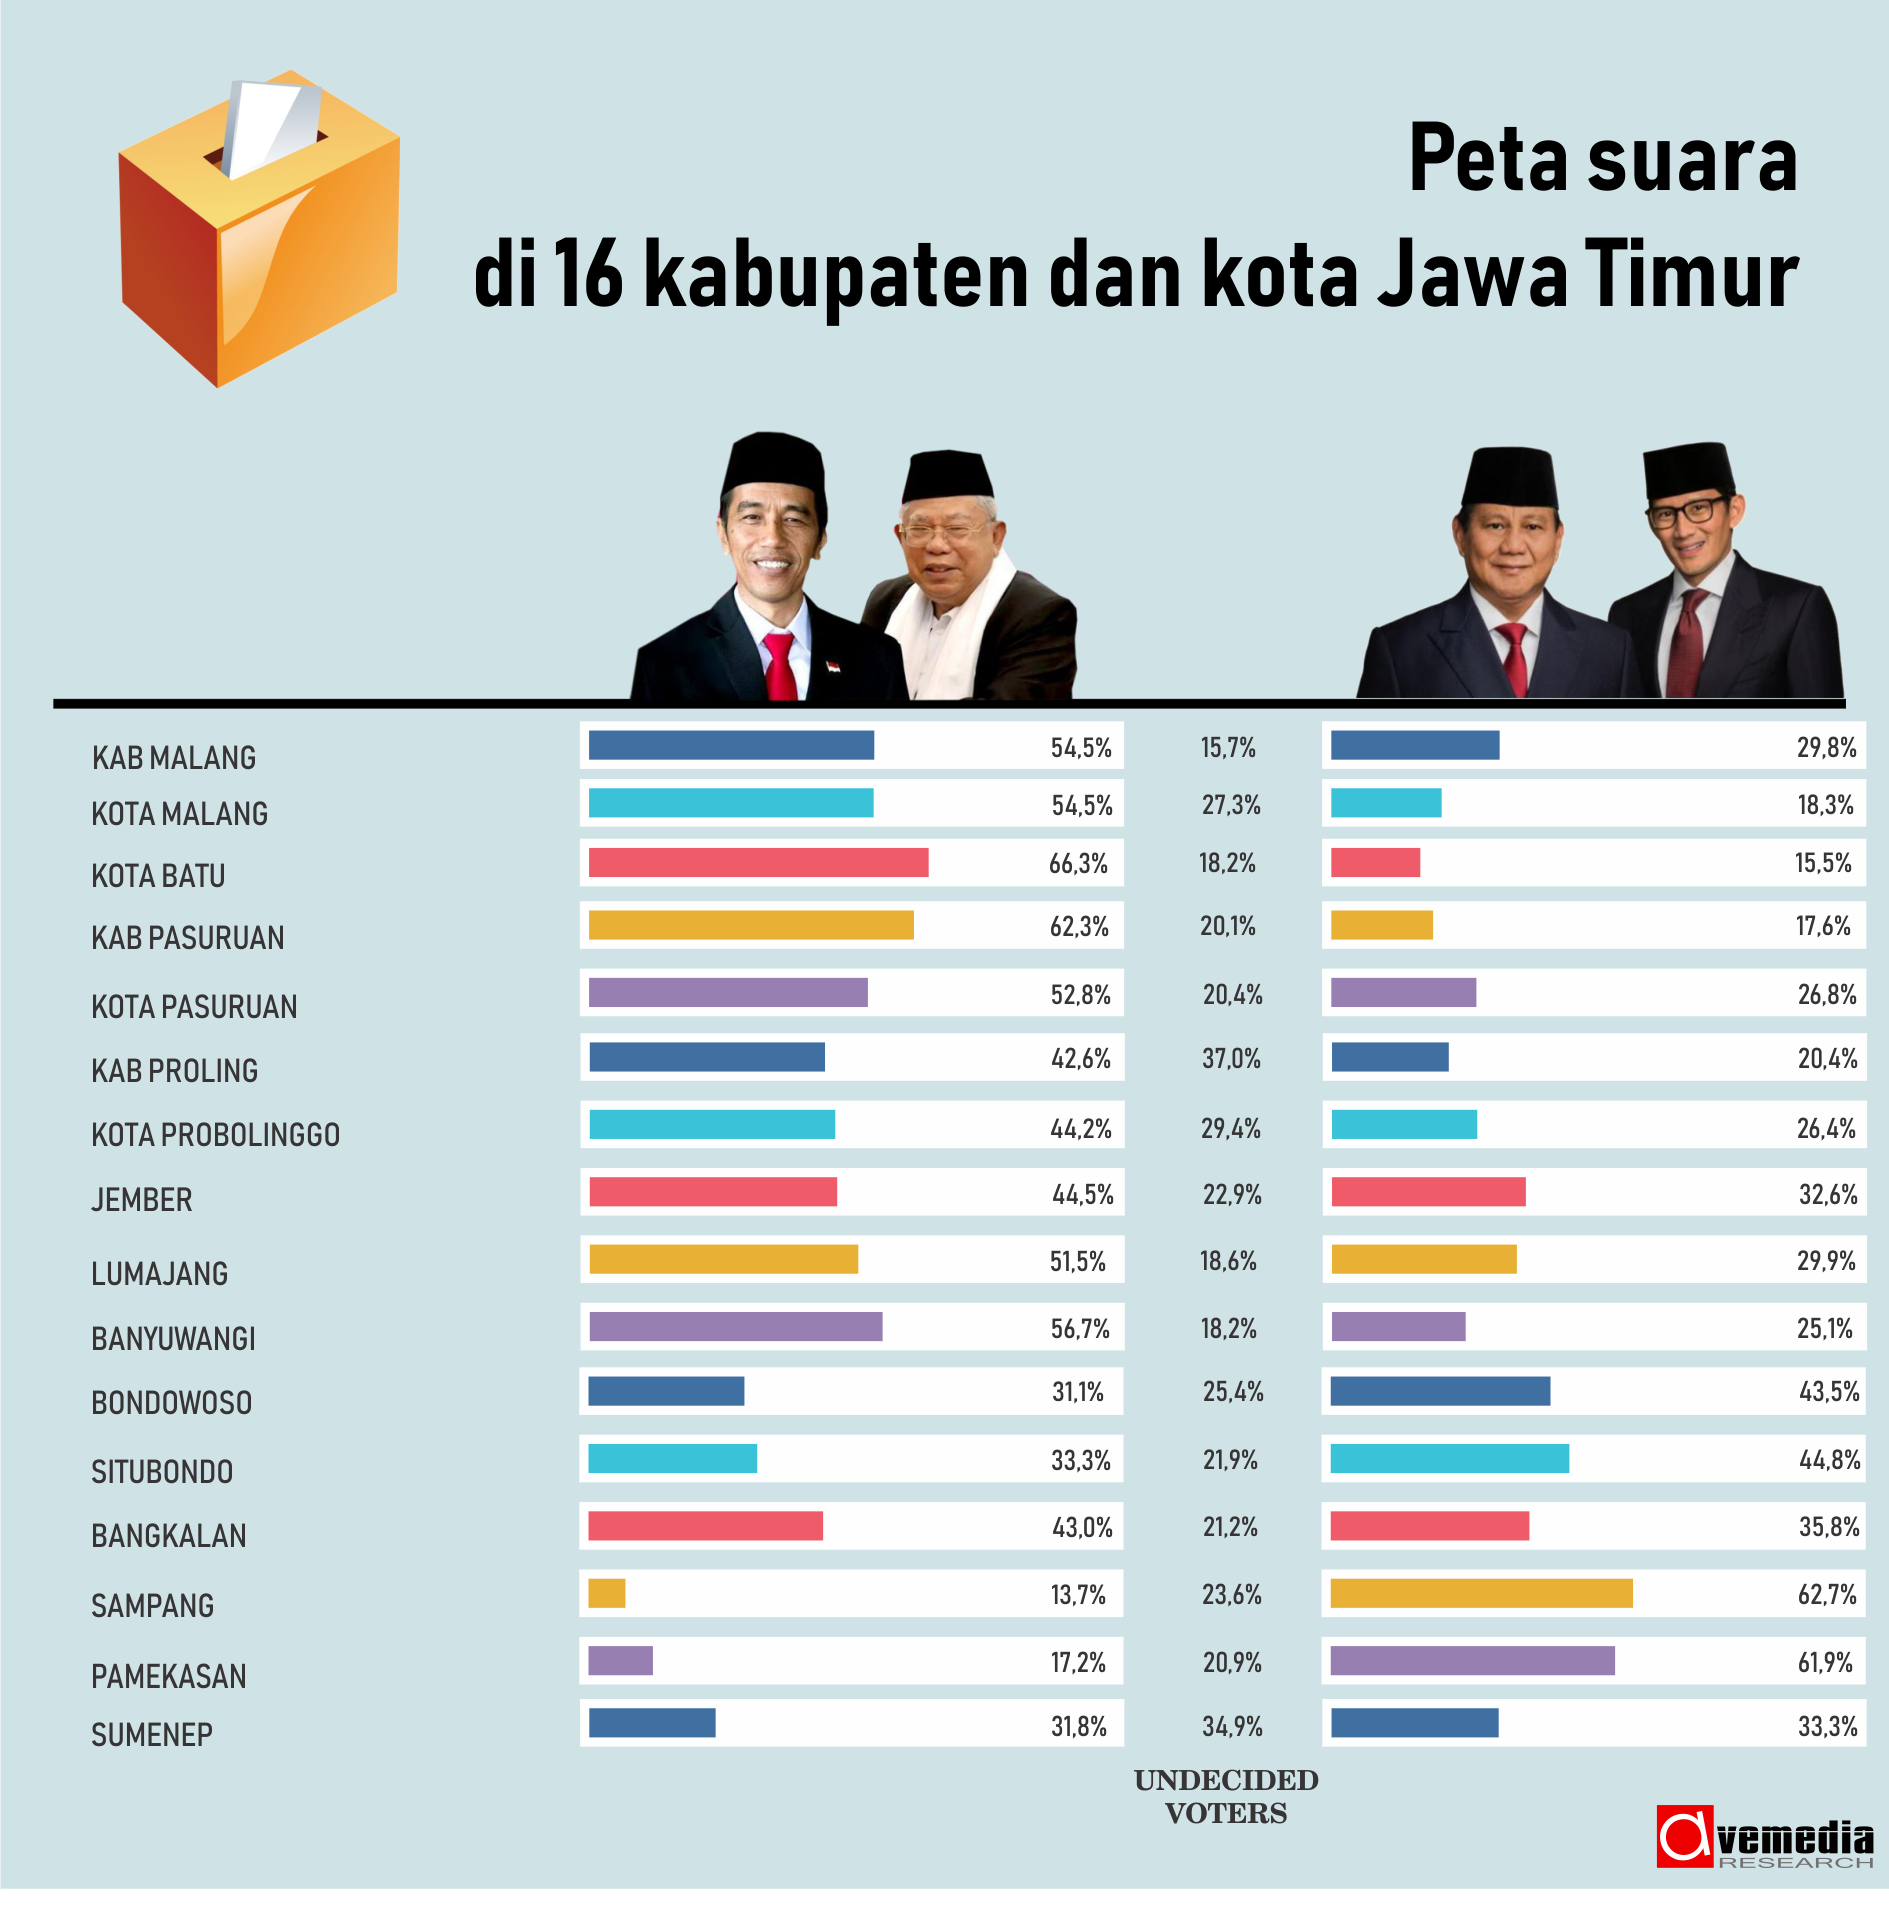 Peta suara
di 16 kabupaten dan kota Jawa Timur
KAB MALANG 54,5% 15,7% 29,8%
KOTA MALANG 54,5% 27,3% 18,3%
KOTA BATU 66,3% 18,2% 15,5%
KAB PASURUAN 62,3% 20,1% 17,6%
KOTA PASURUAN 52,8% 20,4% 26,8%
KAB PROLING 42,6% 37,0% 20,4%
KOTA PROBOLINGGO 44,2% 29,4% 26,4%
JEMBER 44,5% 22,9% 32,6%
LUMAJANG 51,5% 18,6% 29,9%
BANYUWANGI 56,7% 18,2% 25,1%
BONDOWOSO 31,1% 25,4% 43,5%
SITUBONDO 33,3% 21,9% 44,8%
BANGKALAN 43,0% 21,2% 35,8%
SAMPANG 13,7% 23,6% 62,7%
PAMEKASAN 17,2% 20,9% 61,9%
SUMENEP 31,8% 34,9% 33,3%
UNDECIDED
VOTERS
avemedia
RESEARCH